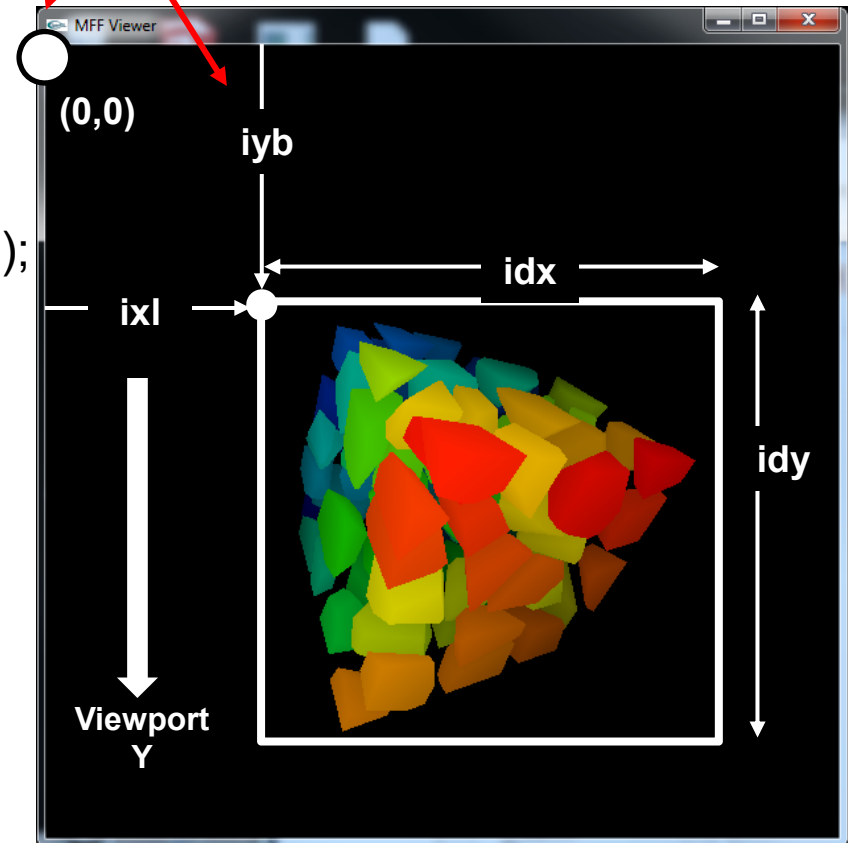 MFF Viewer
(0,0)
iyb
);
idx
ixl
idy
Viewport
Y